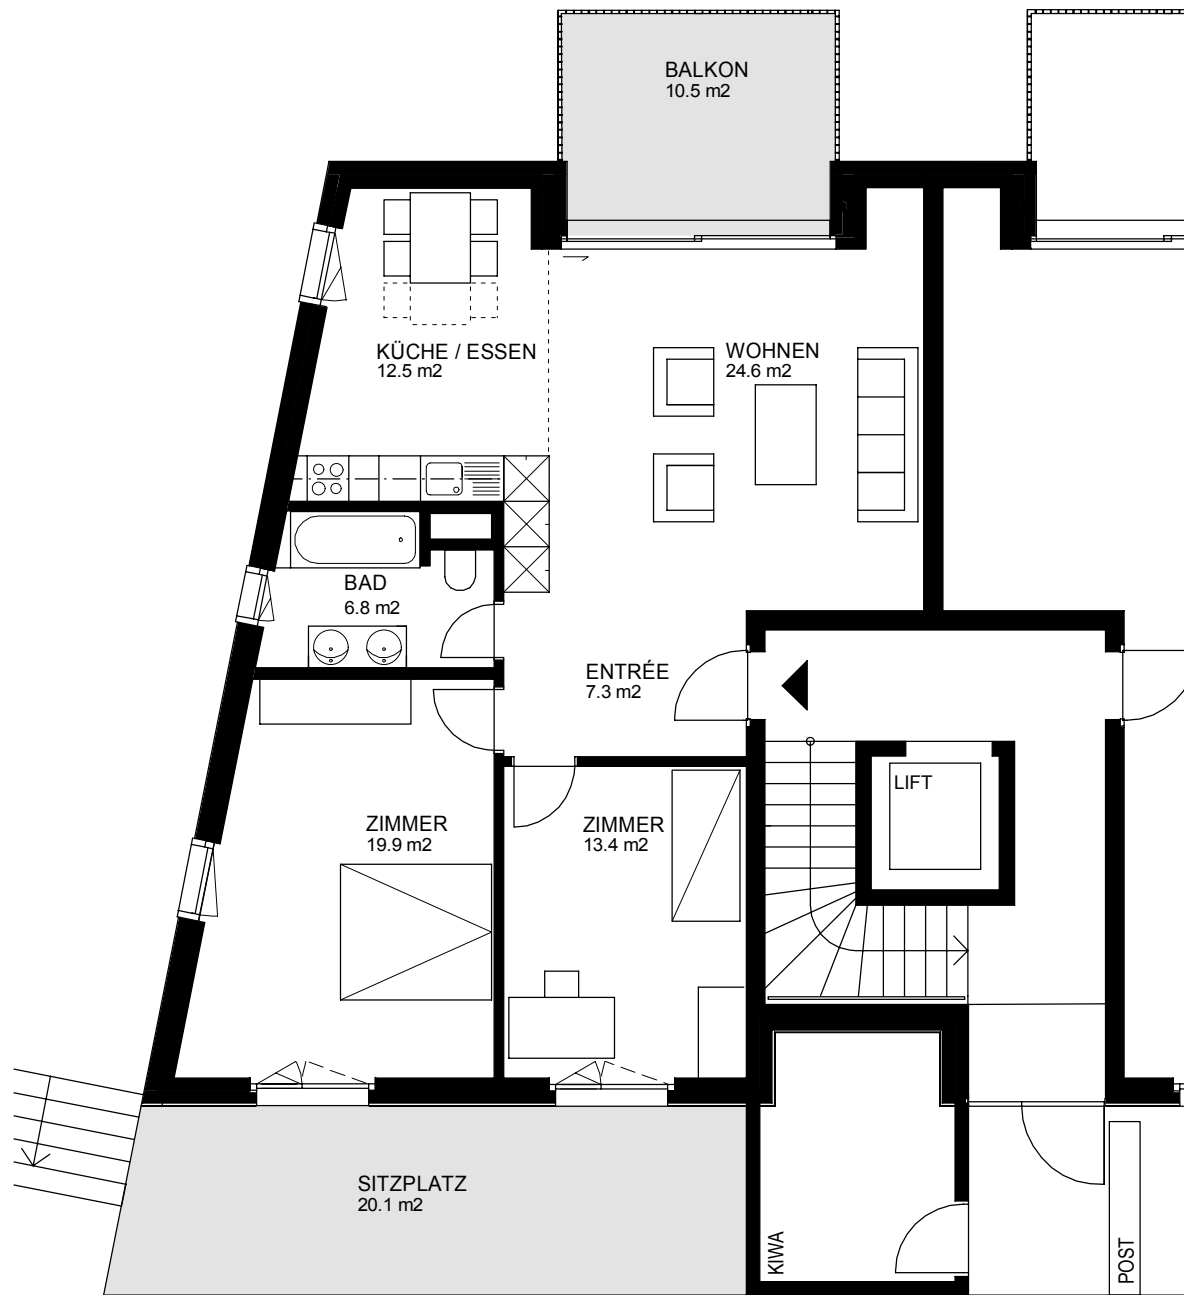 BALKON
10.5 m2
KÜCHE / ESSEN
12.5 m2
WOHNEN
24.6 m2
BAD
6.8 m2
ENTRÉE
7.3 m2
LIFT
ZIMMER
19.9 m2
ZIMMER
13.4 m2
SITZPLATZ
20.1 m2
KIWA
POST